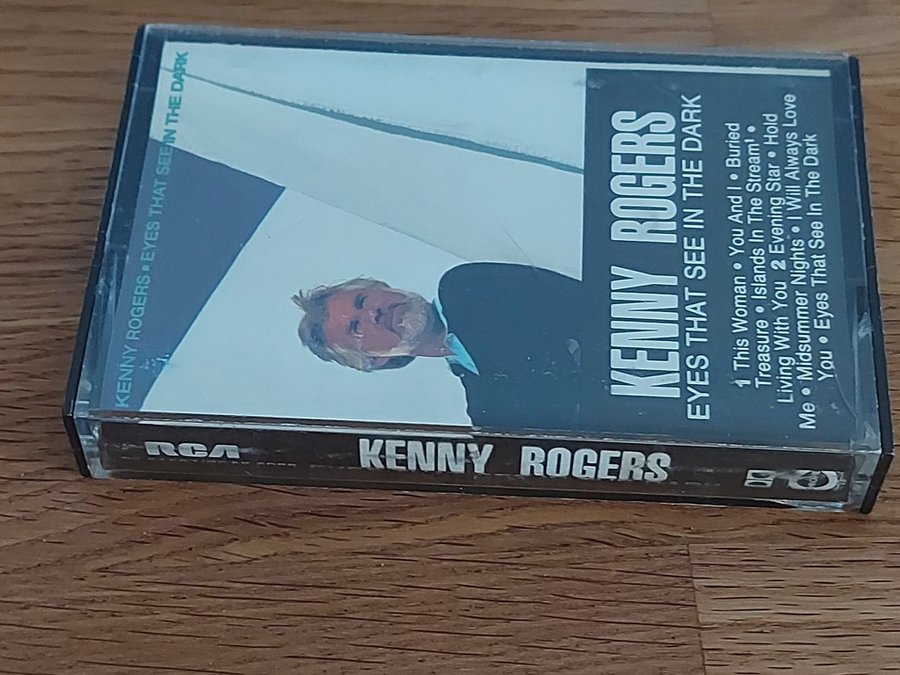 KENNY ROGERS ▪ EYES THAT SEE IN THE DARK
KENNY ROGERS
EYES THAT SEE IN THE DARK
1 This Woman • You And I • Buried
Treasure • Islands In The Stream¹ •
Living With You 2 Evening Star • Hold
Me • Midsummer Nights • I Will Always Love
You • Eyes That See In The Dark
RCA
KENNY ROGERS